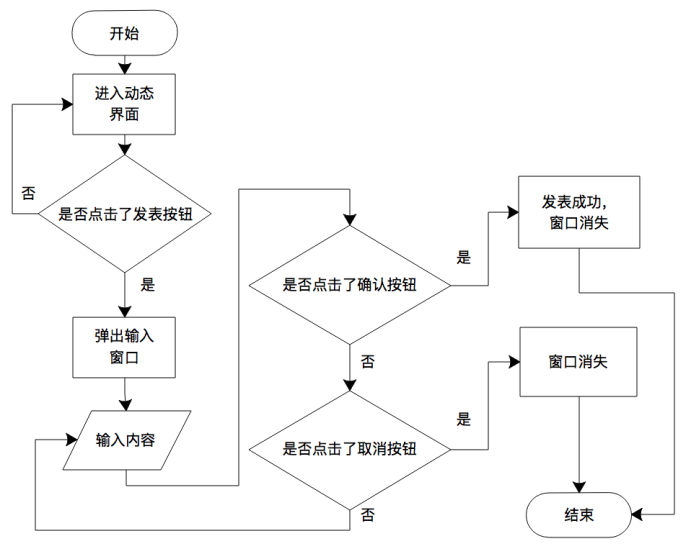 开始
进入动态
界面
否
是否点击了发表按钮
是
弹出输入
窗口
输入内容
是否点击了确认按钮
是
发表成功，
窗口消失
否
是否点击了取消按钮
是
窗口消失
否
结束